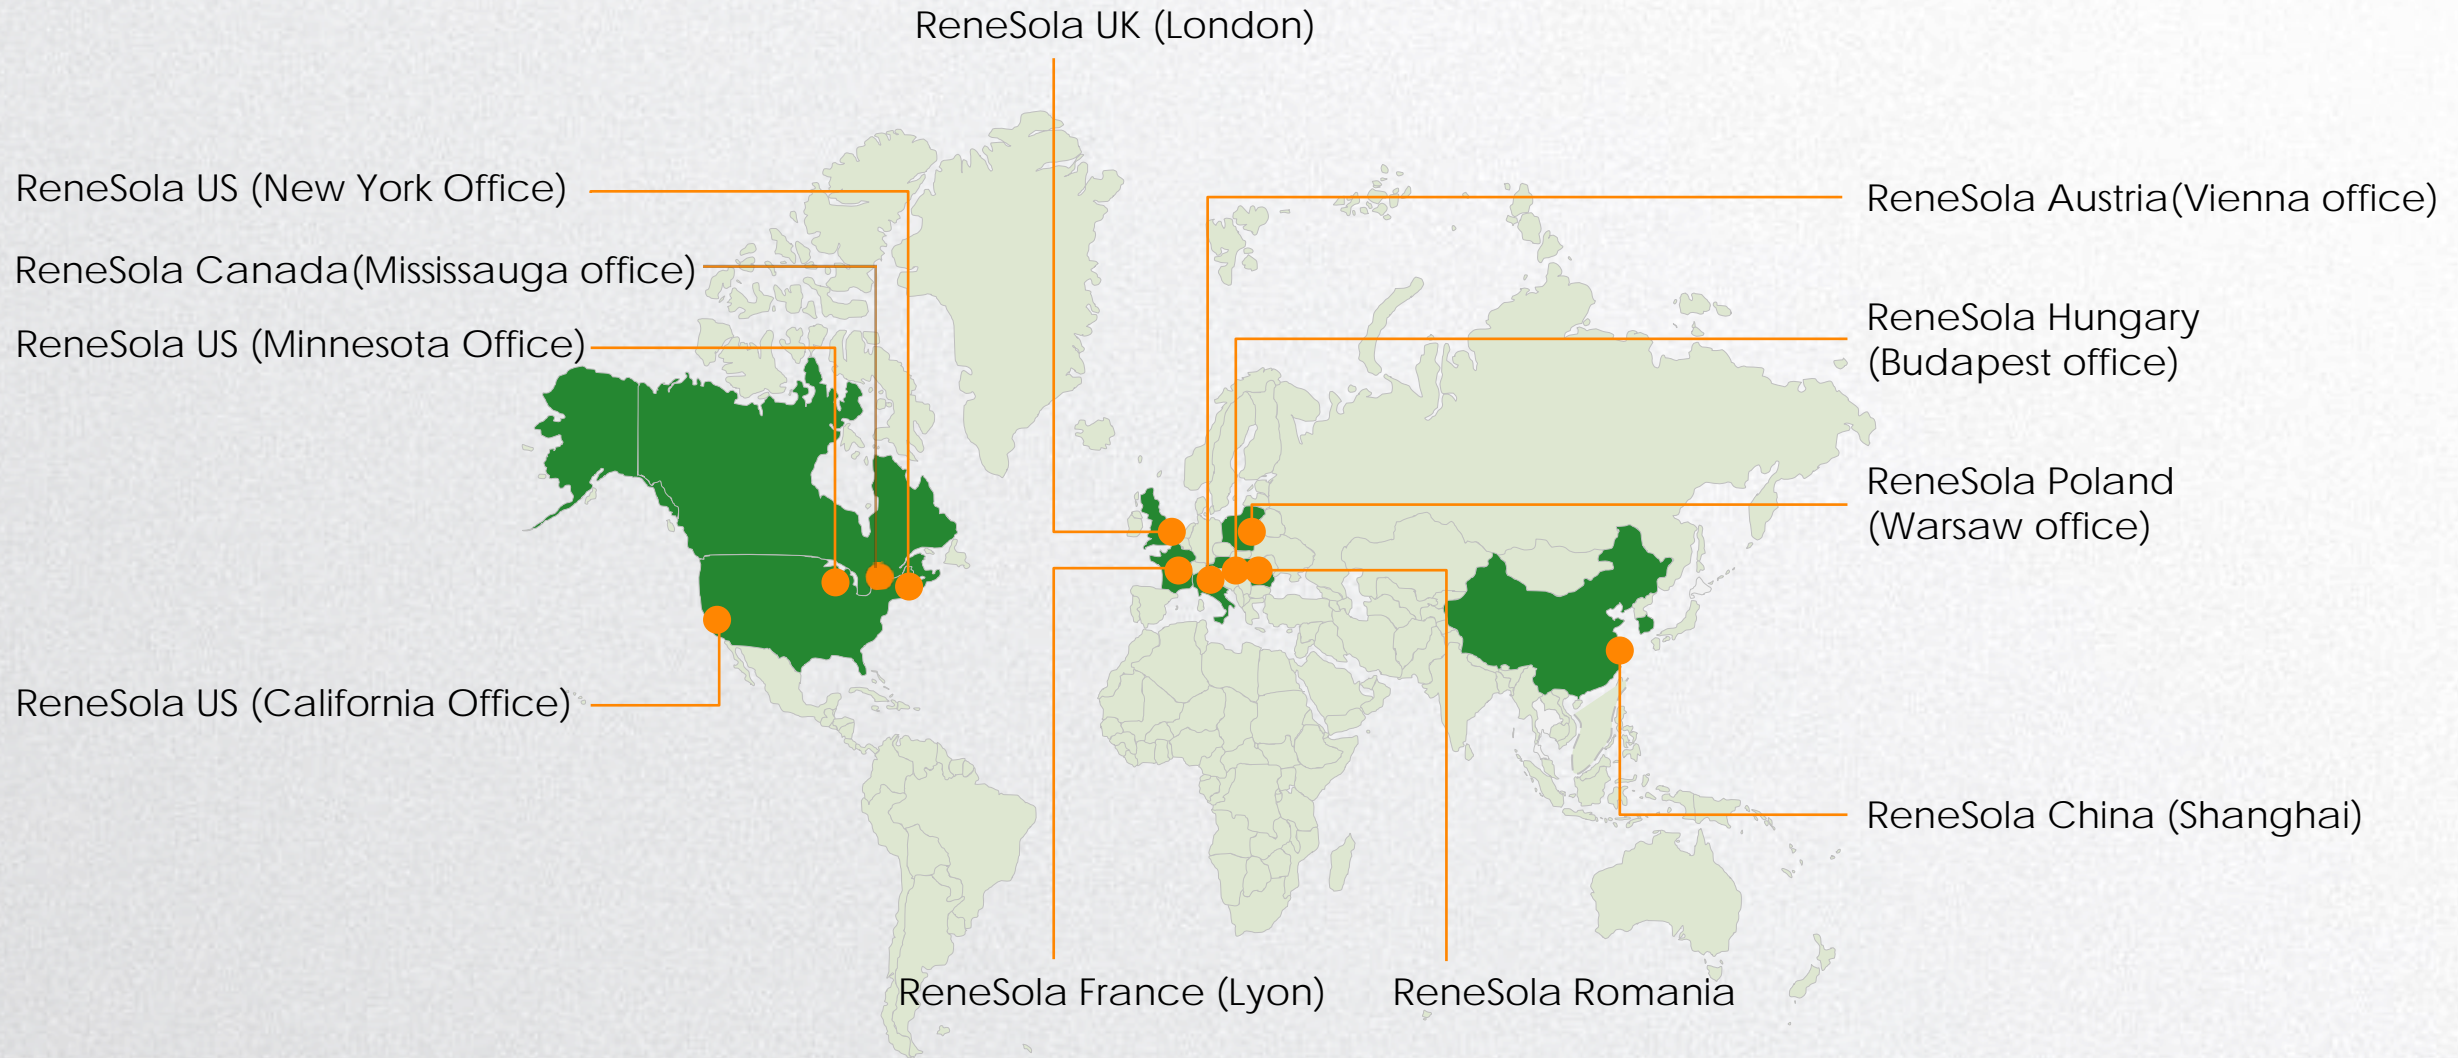 ReneSola UK (London)
ReneSola US (New York Office)
ReneSola Canada(Mississauga office)
ReneSola US (Minnesota Office)
ReneSola US (California Office)
ReneSola Austria(Vienna office)
ReneSola Hungary
(Budapest office)
ReneSola Poland
(Warsaw office)
ReneSola China (Shanghai)
ReneSola France (Lyon)
ReneSola Romania